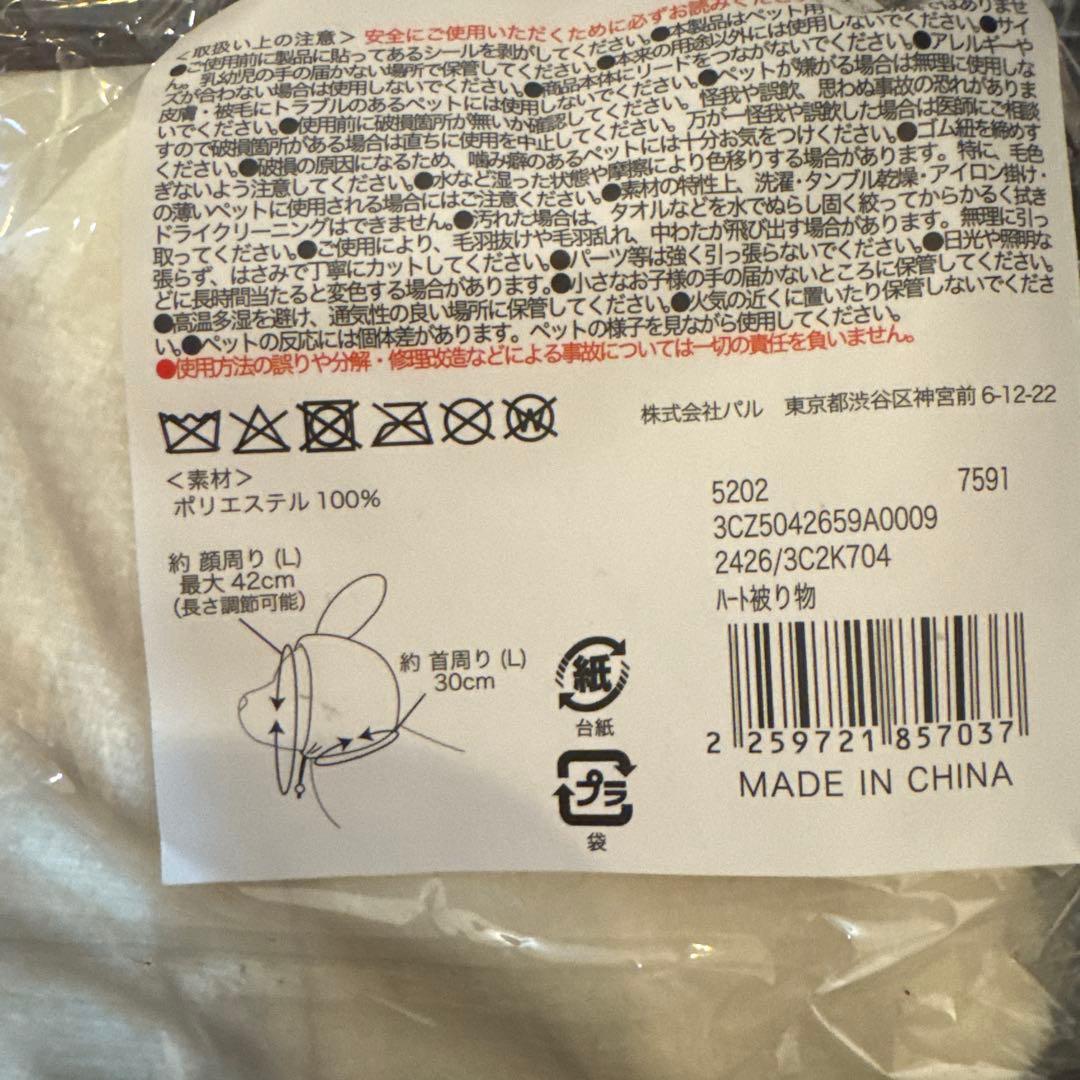 ＜取扱い上の注意＞ 安全にご使用いただくために必ずお読みください
●ご使用前に製品に貼ってあるシールを剥がしてください。●本製品はペット用
ん。乳幼児の手の届かない場所で保管してください。●本来の用途以外には使用しないでください。●サイ
ズが合わない場合は使用しないでください。●商品本体にリードをつながないでください。●アレルギーや
皮膚・被毛にトラブルのあるペットには使用しないでください。●ペットが嫌がる場合は無理に使用しな
いでください。●使用前に破損箇所が無いか確認してください。怪我や誤飲、思わぬ事故の恐れがありま
すので破損箇所がある場合は直ちに使用を中止してください。万が一怪我や誤飲した場合は医師にご相談
ください。●破損の原因になるため、噛み癖のあるペットには十分お気をつけください。●ゴム紐を締めす
ぎないよう注意してください。●水など湿った状態や摩擦により色移りする場合があります。特に、毛色
の薄いペットに使用される場合にはご注意ください。●素材の特性上、洗濯・タンブル乾燥・アイロン掛け・
ドライクリーニングはできません。●汚れた場合は、タオルなどを水でぬらし固く絞ってからかるく拭き
取ってください。●ご使用により、毛羽抜けや毛羽乱れ、中わたが飛び出す場合があります。無理に引っ
張らず、はさみで丁寧にカットしてください。●パーツ等は強く引っ張らないでください。●日光や照明な
どに長時間当たると変色する場合があります。●小さなお子様の手の届かないところに保管してください。
●高温多湿を避け、通気性の良い場所に保管してください。●火気の近くに置いたり保管しないでくださ
い。●ペットの反応には個体差があります。ペットの様子を見ながら使用してください。
●使用方法の誤りや分解・修理改造などによる事故については一切の責任を負いません。
株式会社パル 東京都渋谷区神宮前 6-12-22
W
＜素材＞
ポリエステル 100%
5202 7591
3CZ5042659A0009
2426/3C2K704
ﾊｰﾄ被り物
約 顔周り (L)
最大 42cm
(長さ調節可能)
約 首周り (L)
30cm
紙
台紙
プラ
袋
2 259721 857037
MADE IN CHINA